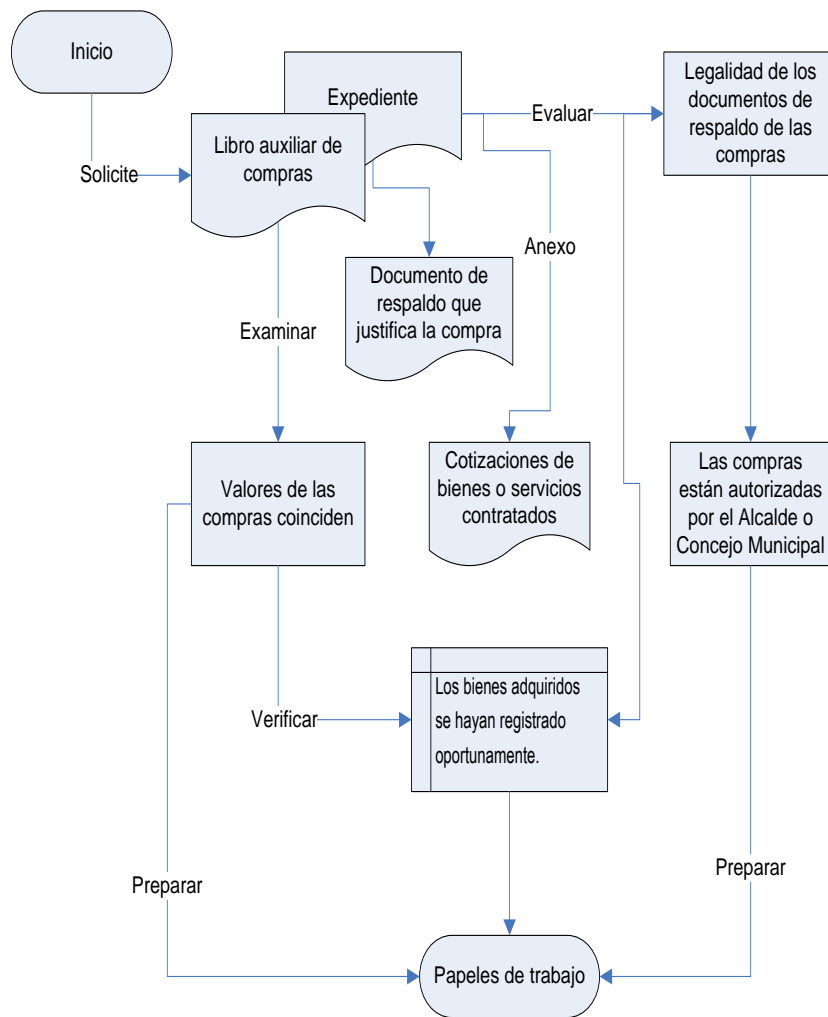 Inicio
Solicite
Expediente
Libro auxiliar de
compras
Evaluar
Legalidad de los
documentos de
respaldo de las
compras
Anexo
Documento de
respaldo que
justifica la compra
Examinar
Valores de las
compras coinciden
Cotizaciones de
bienes o servicios
contratados
Las compras
están autorizadas
por el Alcalde o
Concejo Municipal
Verificar
Los bienes adquiridos
se hayan registrado
oportunamente.
Preparar
Preparar
Papeles de trabajo